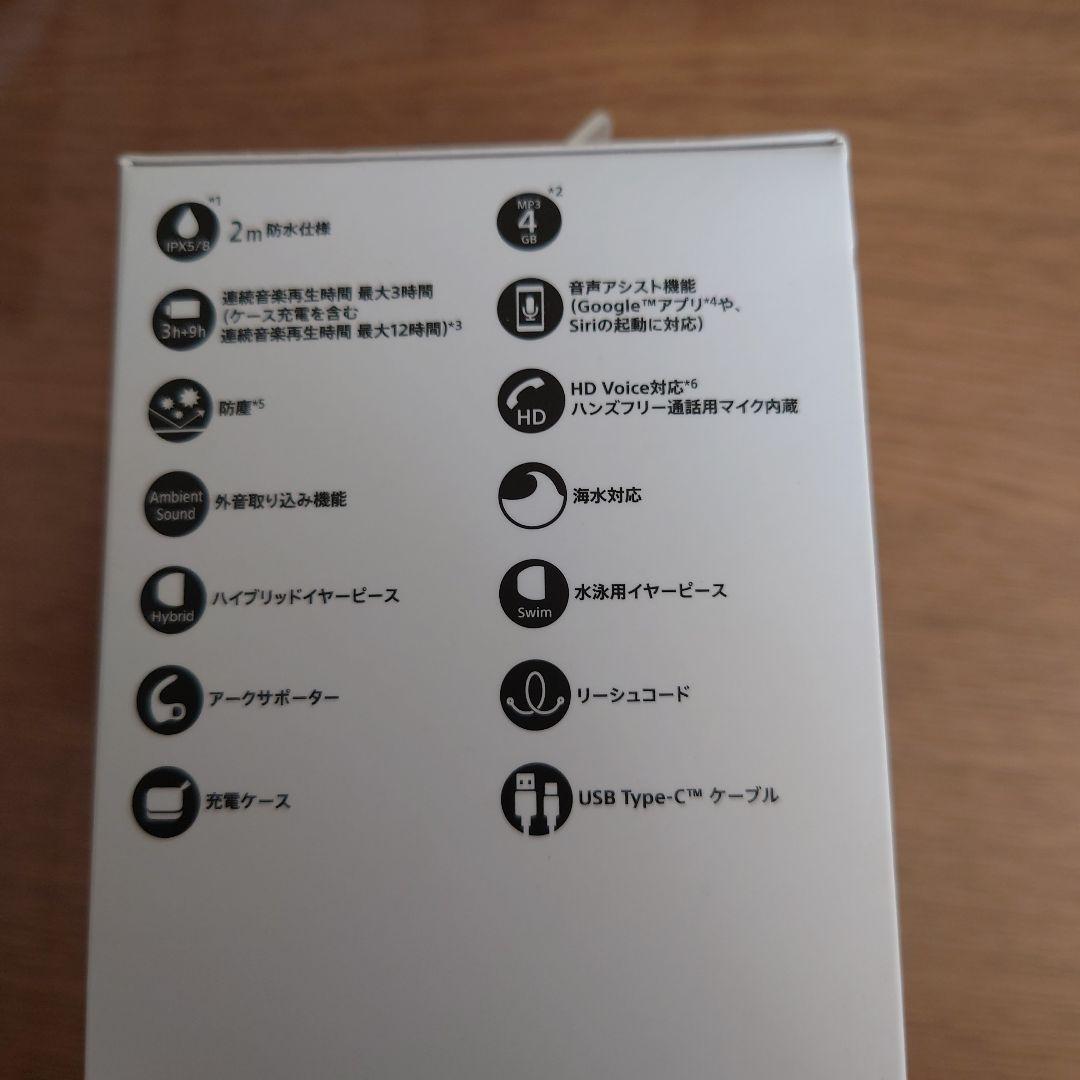 *1
IPX5/8
2m防水仕様
*2
MP3
4
GB
3h+9h
連続音楽再生時間 最大3時間
(ケース充電を含む
連続音楽再生時間 最大12時間)*3
音声アシスト機能
(Google™アプリ*4や、
Siriの起動に対応)
防塵*5
HD
HD Voice対応*6
ハンズフリー通話用マイク内蔵
Ambient
Sound
外音取り込み機能
海水対応
Hybrid
ハイブリッドイヤーピース
Swim
水泳用イヤーピース
アークサポーター
リーシュコード
充電ケース
USB Type-C™ ケーブル